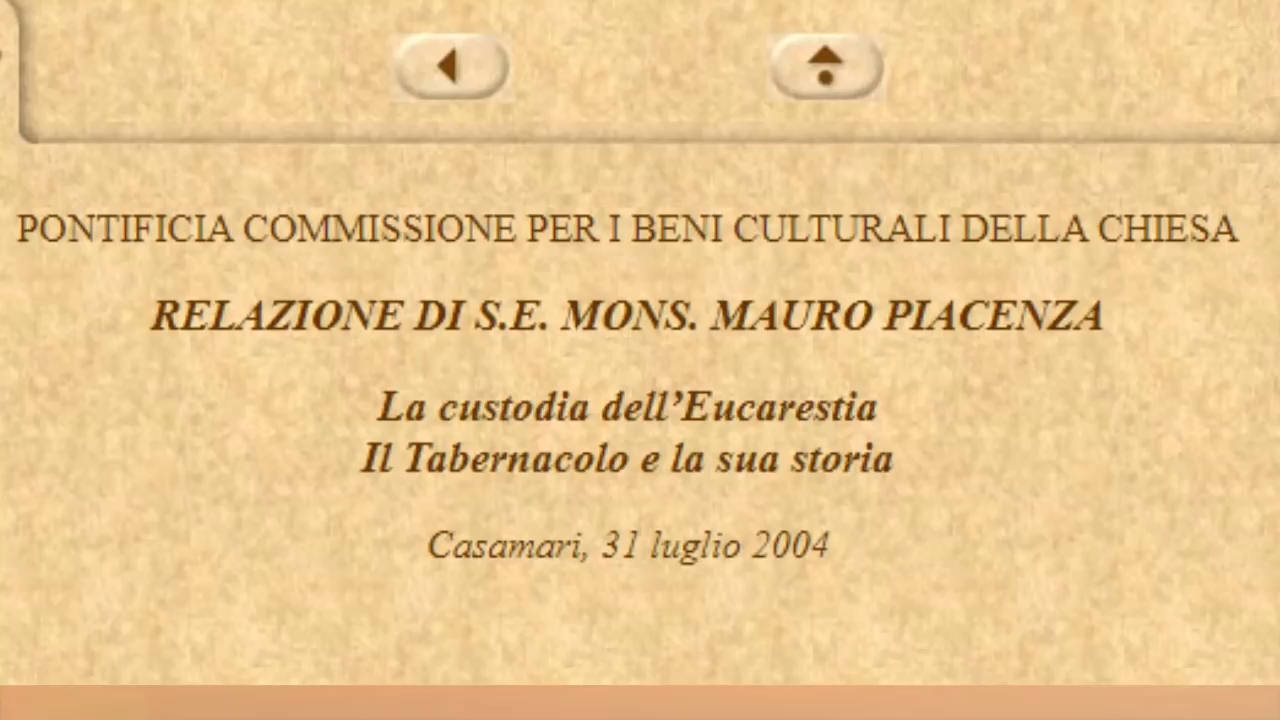 PONTIFICIA COMMISSIONE PER I BENI CULTURALI DELLA CHIESA
RELAZIONE DI S.E. MONS. MAURO PIACENZA
La custodia dell’Eucarestia
Il Tabernacolo e la sua storia
Casamari, 31 luglio 2004